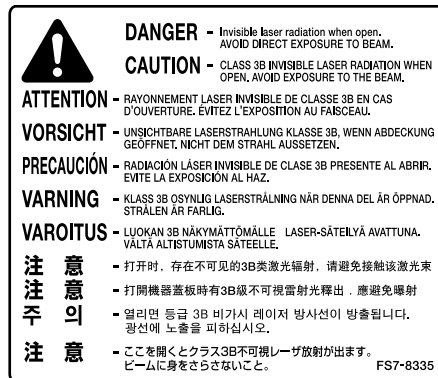 DANGER - Invisible laser radiation when open.
AVOID DIRECT EXPOSURE TO BEAM.
CAUTION - CLASS 3B INVISIBLE LASER RADIATION WHEN
OPEN. AVOID EXPOSURE TO THE BEAM.
ATTENTION - RAYONNEMENT LASER INVISIBLE DE CLASSE 3B EN CAS
D'OUVERTURE. ÉVITEZ L'EXPOSITION AU FAISCEAU.
VORSICHT - UNSICHTBARE LASERSTRAHLUNG KLASSE 3B, WENN ABDECKUNG
GEÖFFNET. NICHT DEM STRAHL AUSSETZEN.
PRECAUCIÓN - RADIACIÓN LÁSER INVISIBLE DE CLASE 3B PRESENTE AL ABRIR.
EVITE LA EXPOSICIÓN AL HAZ.
VARNING - KLASS 3B OSYNLIG LASERSTRÅLNING NÄR DENNA DEL ÄR ÖPPNAD.
STRÅLEN ÄR FARLIG.
VAROITUS - LUOKAN 3B NÄKYMÄTTÖMÄLLE LASER-SÄTEILYÄ AVATTUNA.
VÄLTÄ ALTISTUMISTA SÄTEELLE.
注 意 - 打开时，存在不可见的3B类激光辐射，请避免接触该激光束
注 意 - 打開機器蓋板時有3B級不可視雷射光釋出．應避免曝射
주 의 - 열리면 등급 3B 비가시 레이저 방사선이 방출됩니다.
광선에 노출을 피하십시오.
注 意 - ここを開くとクラス3B不可視レーザ放射が出ます。
ビームに身をさらさないこと。 FS7-8335